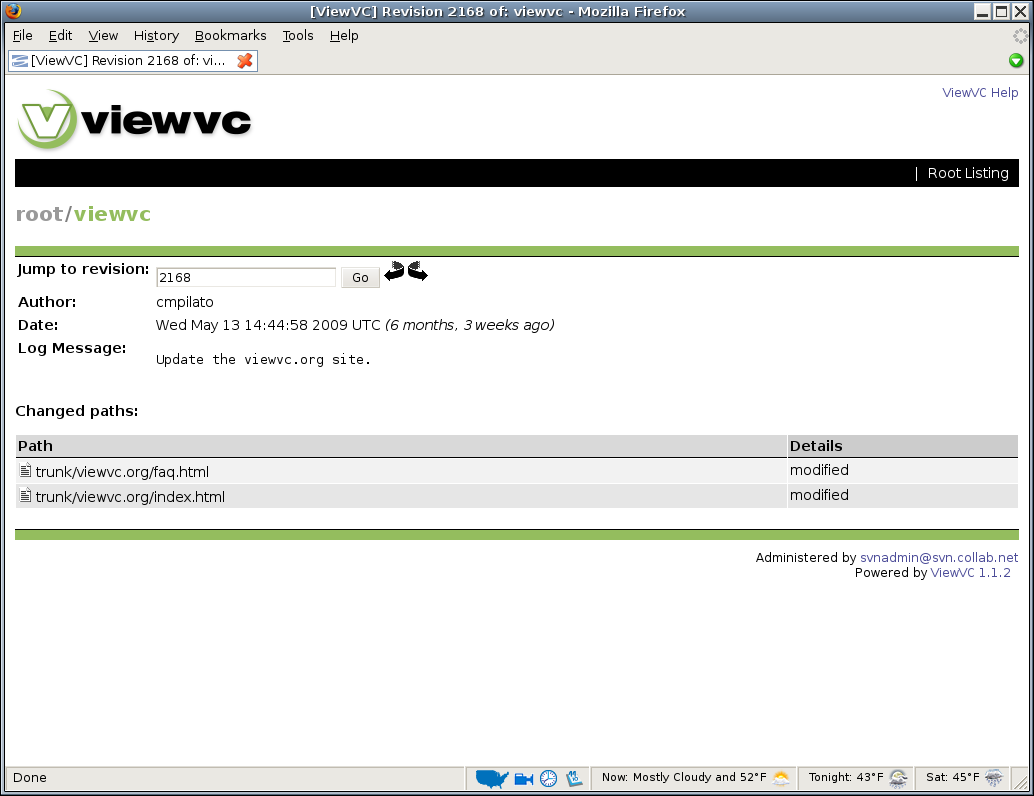 [ViewVC] Revision 2168 of: viewvc - Mozilla Firefox
File Edit View History Bookmarks Tools Help
[ViewVC] Revision 2168 of: vi...
ViewVC Help
viewvc
| Root Listing
root/viewvc
Jump to revision: 2168 Go
Author: cmpilato
Date: Wed May 13 14:44:58 2009 UTC (6 months, 3 weeks ago)
Log Message: Update the viewvc.org site.
Changed paths:
Path Details
trunk/viewvc.org/faq.html modified
trunk/viewvc.org/index.html modified
Administered by svnadmin@svn.collab.net
Powered by ViewVC 1.1.2
Done Now: Mostly Cloudy and 52°F Tonight: 43°F Sat: 45°F